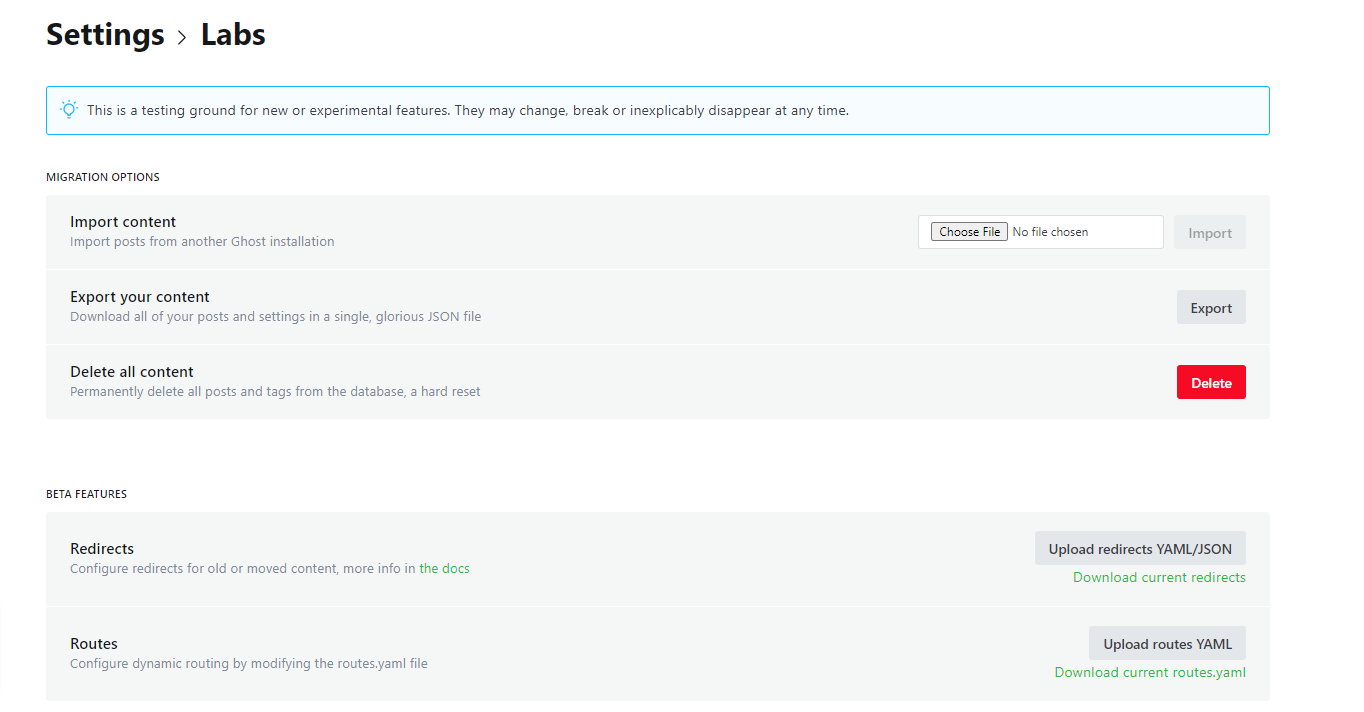 Settings > Labs
This is a testing ground for new or experimental features. They may change, break or inexplicably disappear at any time.
MIGRATION OPTIONS
Import content
Import posts from another Ghost installation
Choose File No file chosen
Import
Export your content
Download all of your posts and settings in a single, glorious JSON file
Export
Delete all content
Permanently delete all posts and tags from the database, a hard reset
Delete
BETA FEATURES
Redirects
Configure redirects for old or moved content, more info in the docs
Upload redirects YAML/JSON
Download current redirects
Routes
Configure dynamic routing by modifying the routes.yaml file
Upload routes YAML
Download current routes.yaml